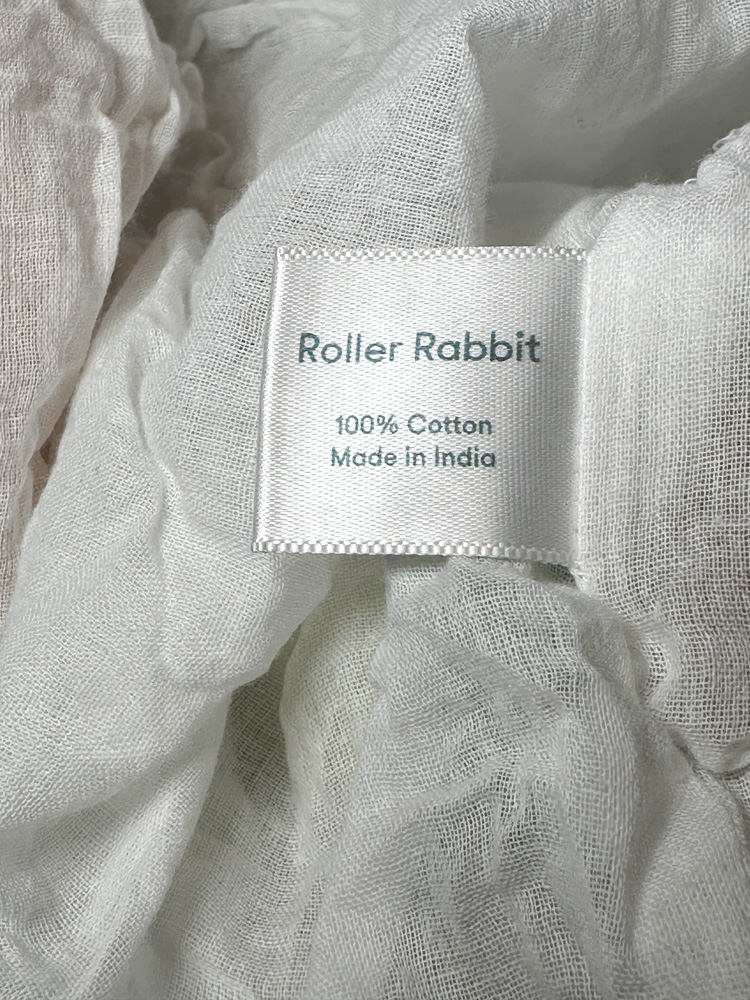 Roller Rabbit
100% Cotton
Made in India